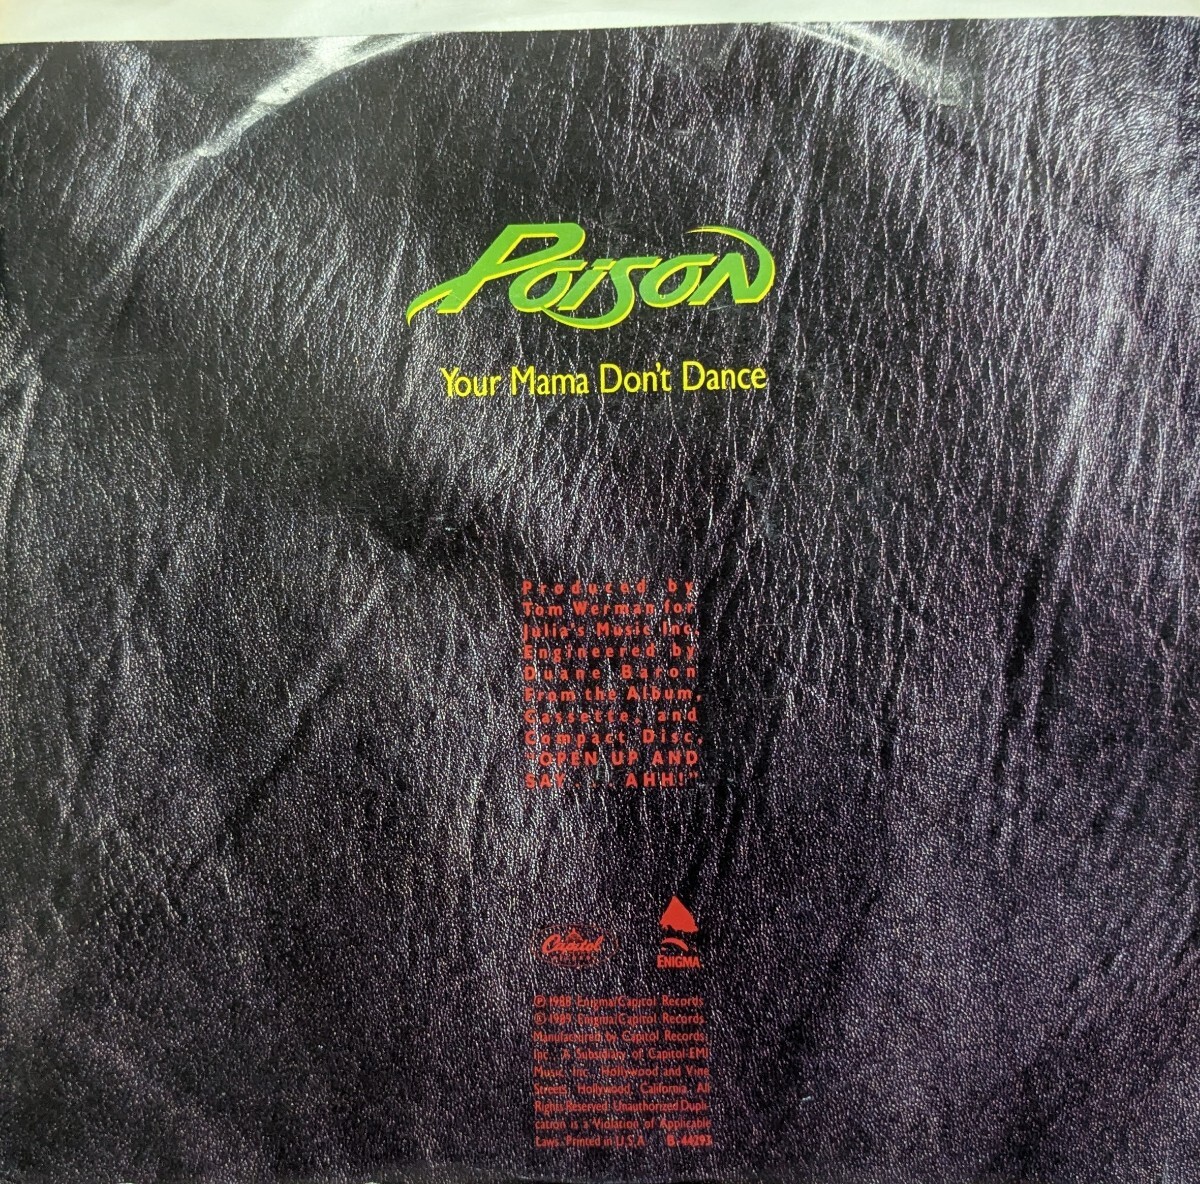 Poison
Your Mama Don't Dance
Produced by
Tom Werman for
Julia's Music Inc.
Engineered by
Duane Baron
From the Album,
Cassette, and
Compact Disc,
"OPEN UP AND
SAY... AHH!"
Capitol
ENIGMA
℗ 1988 Enigma/Capitol Records.
© 1989 Enigma/Capitol Records.
Manufactured by Capitol Records,
Inc. A Subsidiary of Capitol-EMI
Music, Inc., Hollywood and Vine
Streets, Hollywood, California. All
Rights Reserved. Unauthorized Dupli-
cation is a Violation of Applicable
Laws. Printed in U.S.A. B-44293